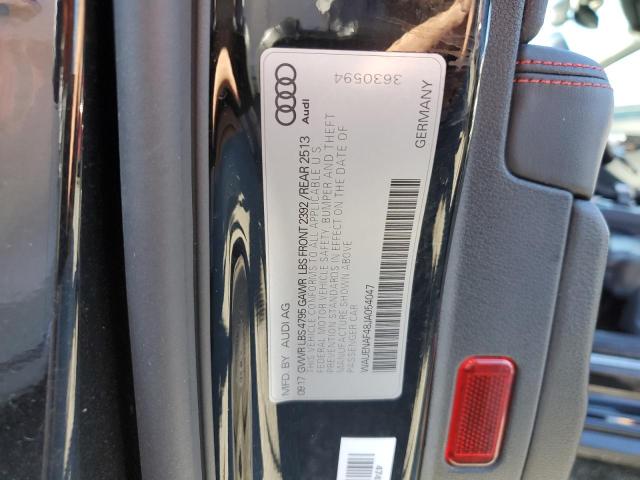 MFD. BY AUDI AG
0917 GVWR LBS 4795 GAWR LBS FRONT 2392 / REAR 2513
THIS VEHICLE CONFORMS TO ALL APPLICABLE U.S.
FEDERAL MOTOR VEHICLE SAFETY, BUMPER AND THEFT
PREVENTION STANDARDS IN EFFECT ON THE DATE OF
MANUFACTURE SHOWN ABOVE
PASSENGER CAR
WAUENAF48JA054047
Audi
GERMANY
3630594